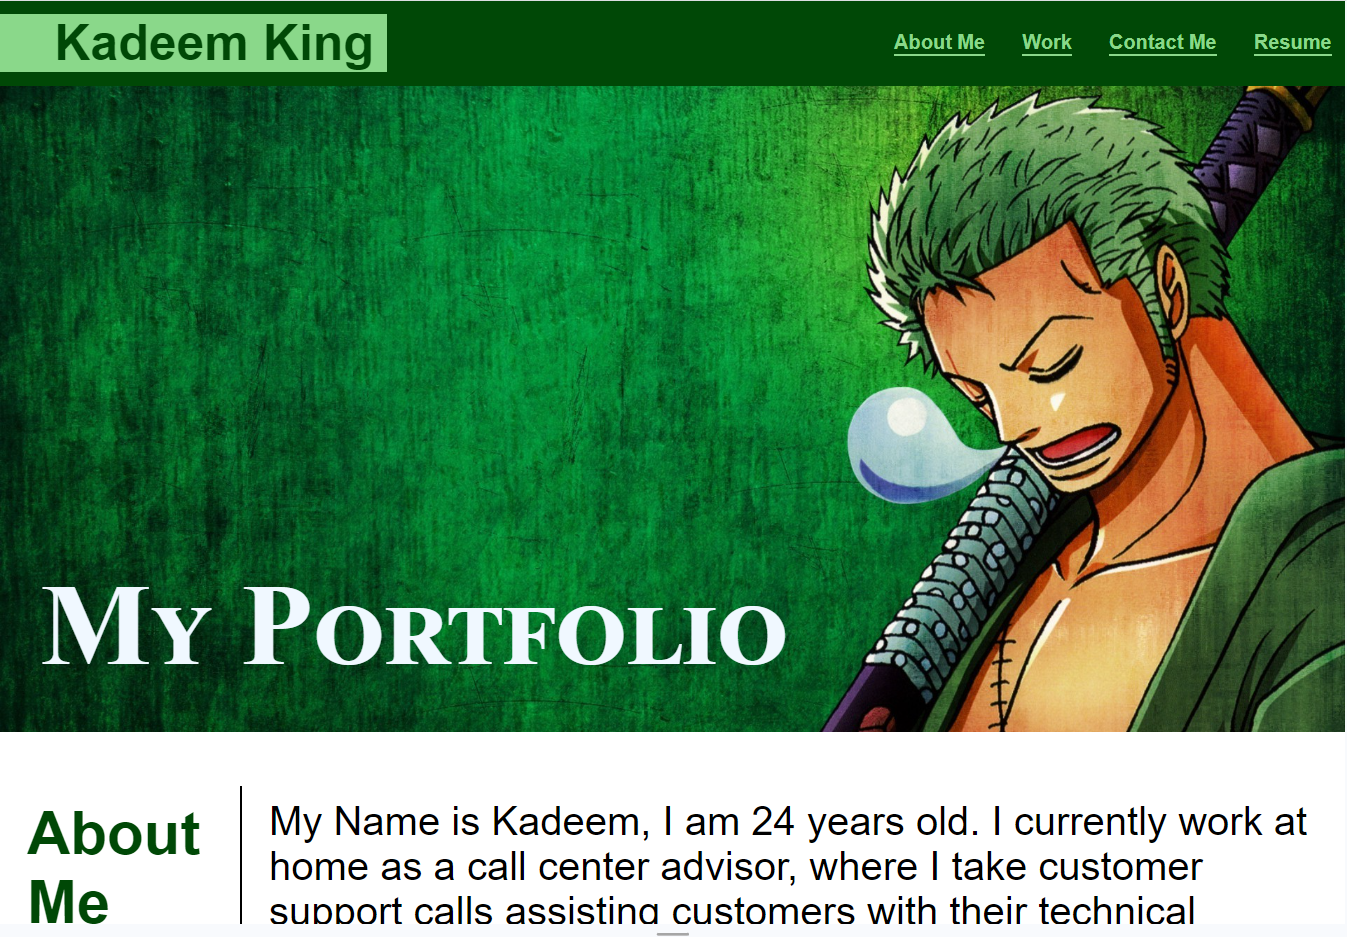 Kadeem King
About Me Work Contact Me Resume
My Portfolio
About
Me
My Name is Kadeem, I am 24 years old. I currently work at
home as a call center advisor, where I take customer
support calls assisting customers with their technical